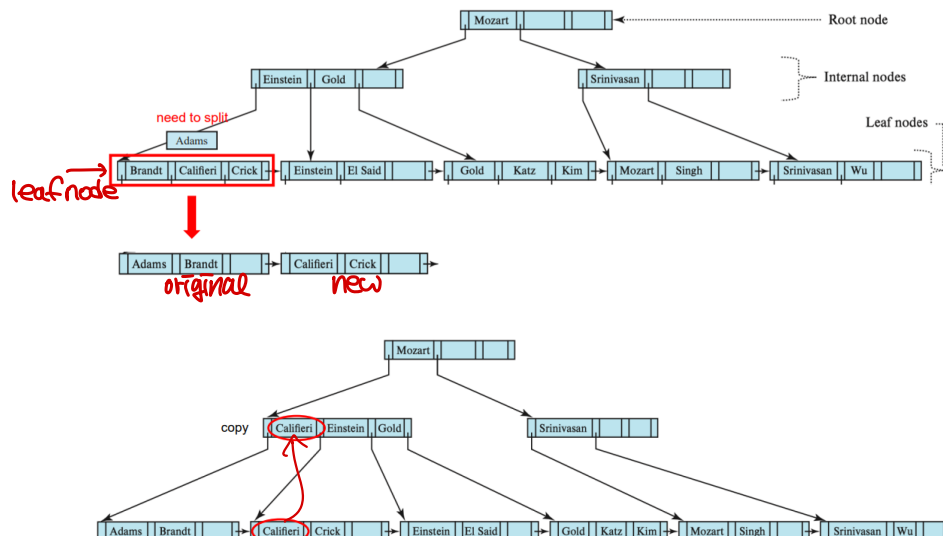 Mozart
Root node
Einstein Gold
Srinivasan
Internal nodes
need to split
Adams
Leaf nodes
leaf node
Brandt Califieri Crick
Einstein El Said
Gold Katz Kim
Mozart Singh
Srinivasan Wu
Adams Brandt
Califieri Crick
original
new
Mozart
copy
Califieri Einstein Gold
Srinivasan
Adams Brandt
Califieri Crick
Einstein El Said
Gold Katz Kim
Mozart Singh
Srinivasan Wu